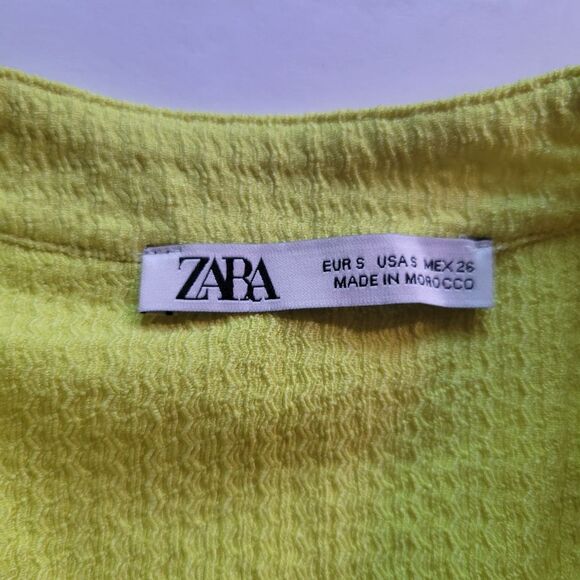 ZARA
EUR S USA S MEX 26
MADE IN MOROCCO